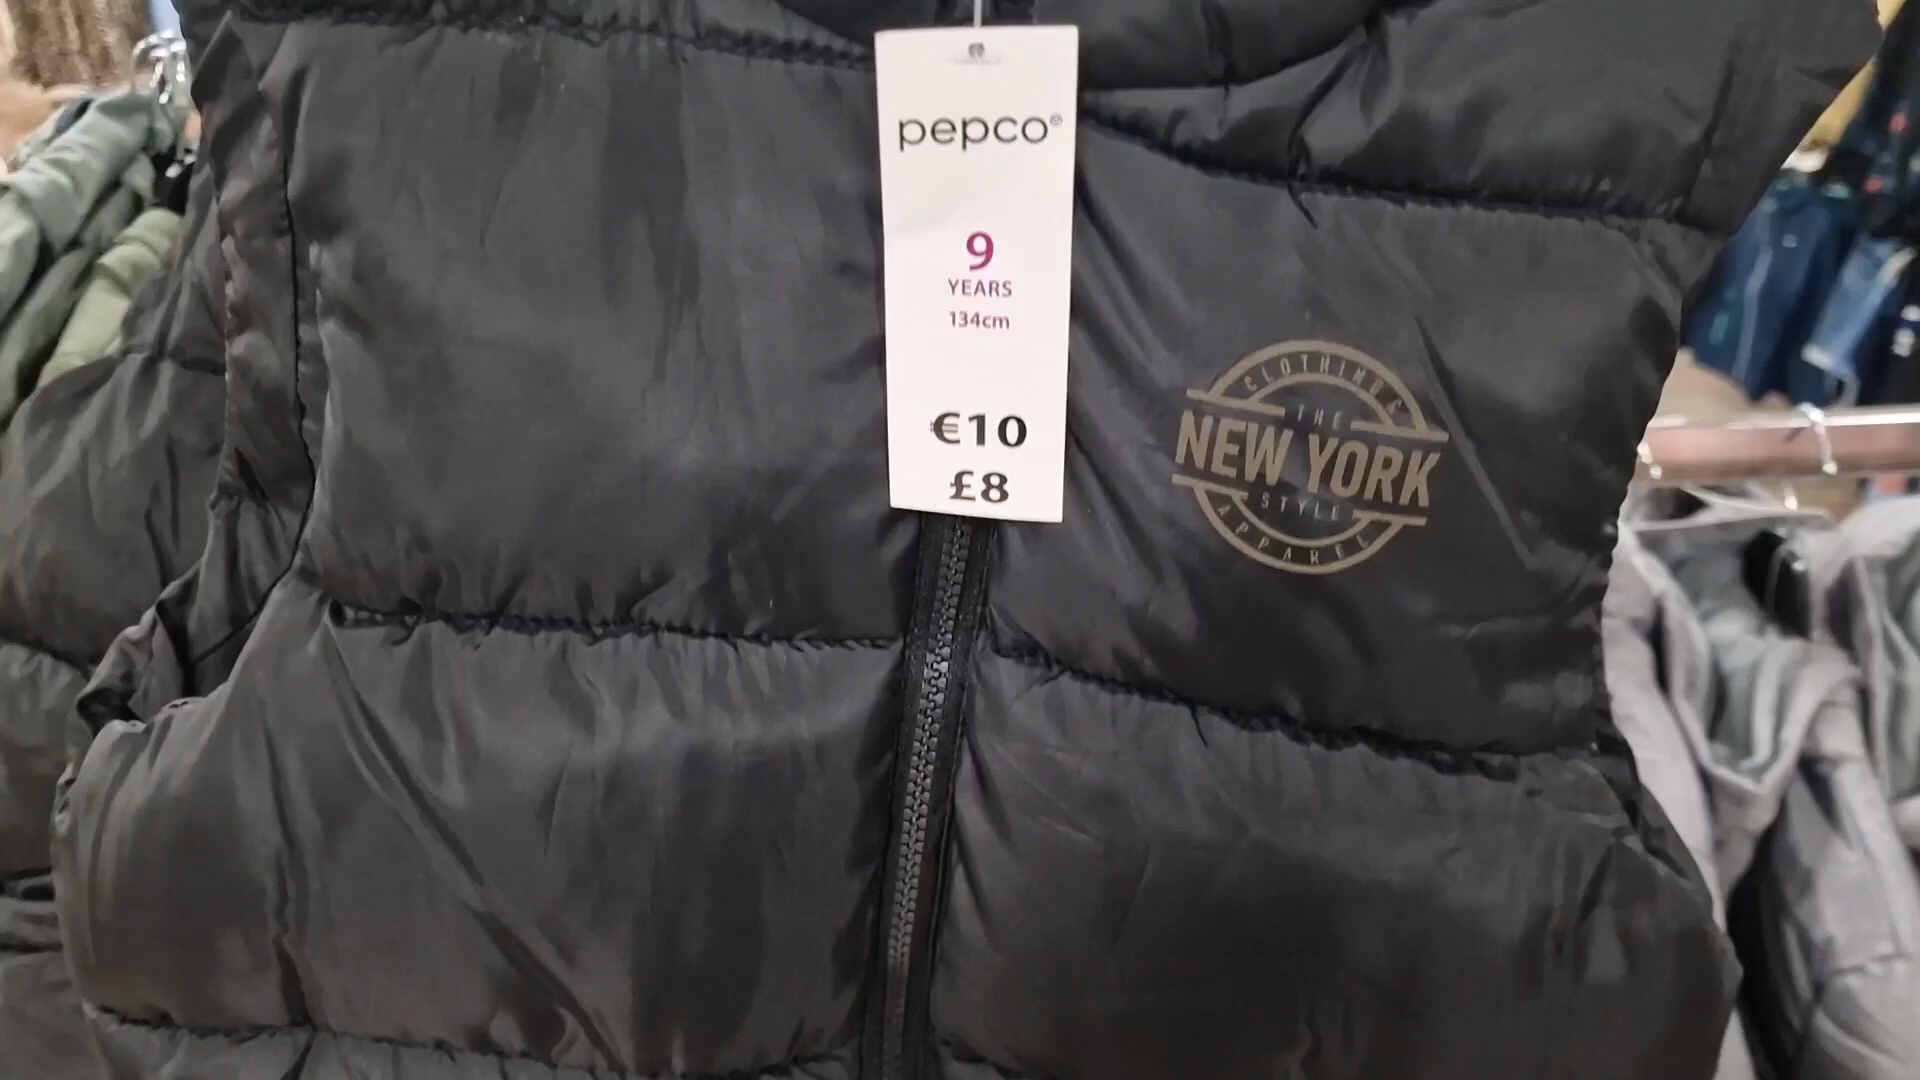 pepco®
9
YEARS
134cm
€10
£8
CLOTHINGS
THE
NEW YORK
STYLE
APPAREL